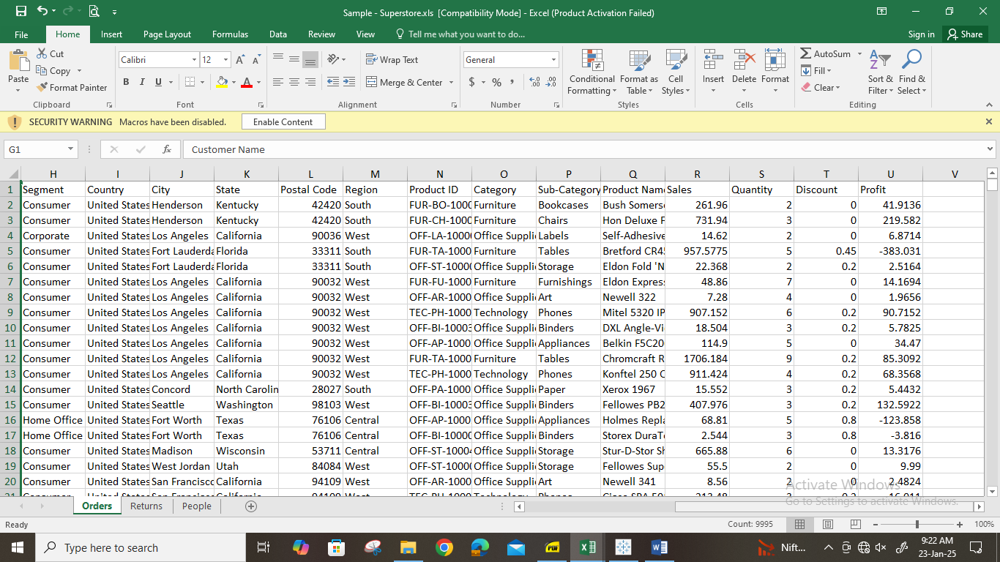 Sample - Superstore.xls [Compatibility Mode] - Excel (Product Activation Failed)
File Home Insert Page Layout Formulas Data Review View Tell me what you want to do... Sign in Share
Paste Cut Copy Format Painter
Calibri 12 B I U A A A
Wrap Text Merge & Center
General $ % , .0 .00
Conditional Formatting Format as Table Cell Styles
Insert Delete Format
AutoSum Fill Clear Sort & Filter Find & Select
Clipboard Font Alignment Number Styles Cells Editing
SECURITY WARNING Macros have been disabled. Enable Content
G1 fx Customer Name
H I J K L M N O P Q R S T U V
1 Segment Country City State Postal Code Region Product ID Category Sub-Category Product Nam Sales Quantity Discount Profit
2 Consumer United States Henderson Kentucky 42420 South FUR-BO-1000 Furniture Bookcases Bush Somers 261.96 2 0 41.9136
3 Consumer United States Henderson Kentucky 42420 South FUR-CH-1000 Furniture Chairs Hon Deluxe F 731.94 3 0 219.582
4 Corporate United States Los Angeles California 90036 West OFF-LA-10000 Office Suppli Labels Self-Adhesive 14.62 2 0 6.8714
5 Consumer United States Fort Lauderda Florida 33311 South FUR-TA-1000 Furniture Tables Bretford CR4 957.5775 5 0.45 -383.031
6 Consumer United States Fort Lauderda Florida 33311 South OFF-ST-10000 Office Suppli Storage Eldon Fold 'N 22.368 2 0.2 2.5164
7 Consumer United States Los Angeles California 90032 West FUR-FU-1000 Furniture Furnishings Eldon Express 48.86 7 0 14.1694
8 Consumer United States Los Angeles California 90032 West OFF-AR-1000 Office Suppli Art Newell 322 7.28 4 0 1.9656
9 Consumer United States Los Angeles California 90032 West TEC-PH-1000 Technology Phones Mitel 5320 IP 907.152 6 0.2 90.7152
10 Consumer United States Los Angeles California 90032 West OFF-BI-10003 Office Suppli Binders DXL Angle-Vi 18.504 3 0.2 5.7825
11 Consumer United States Los Angeles California 90032 West OFF-AP-1000 Office Suppli Appliances Belkin F5C20 114.9 5 0 34.47
12 Consumer United States Los Angeles California 90032 West FUR-TA-1000 Furniture Tables Chromcraft R 1706.184 9 0.2 85.3092
13 Consumer United States Los Angeles California 90032 West TEC-PH-1000 Technology Phones Konftel 250 C 911.424 4 0.2 68.3568
14 Consumer United States Concord North Carolin 28027 South OFF-PA-1000 Office Suppli Paper Xerox 1967 15.552 3 0.2 5.4432
15 Consumer United States Seattle Washington 98103 West OFF-BI-10003 Office Suppli Binders Fellowes PB2 407.976 3 0.2 132.5922
16 Home Office United States Fort Worth Texas 76106 Central OFF-AP-1000 Office Suppli Appliances Holmes Repla 68.81 5 0.8 -123.858
17 Home Office United States Fort Worth Texas 76106 Central OFF-BI-10000 Office Suppli Binders Storex DuraT 2.544 3 0.8 -3.816
18 Consumer United States Madison Wisconsin 53711 Central OFF-ST-10004 Office Suppli Storage Stur-D-Stor Sh 665.88 6 0 13.3176
19 Consumer United States West Jordan Utah 84084 West OFF-ST-10000 Office Suppli Storage Fellowes Sup 55.5 2 0 9.99
20 Consumer United States San Francisco California 94109 West OFF-AR-1000 Office Suppli Art Newell 341 8.56 2 0 2.4824
Activate Windows
Go to Settings to activate Windows.
Orders Returns People
Ready Count: 9995 100%
Type here to search PDF Nift... 9:22 AM
23-Jan-25